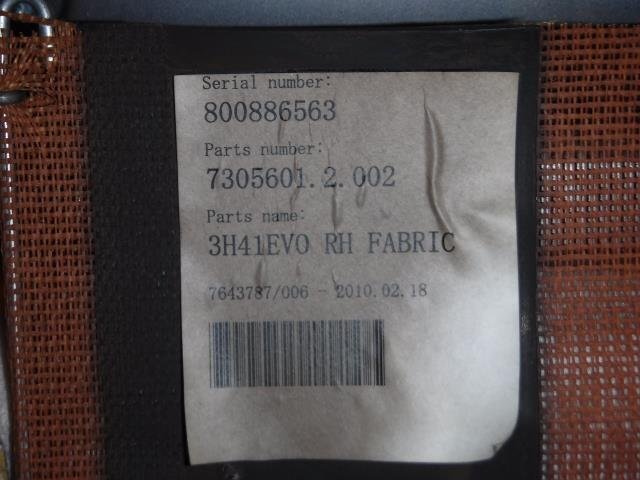 Serial number:
800886563
Parts number:
7305601.2.002
Parts name:
3H41EVO RH FABRIC
7643787/006 - 2010.02.18